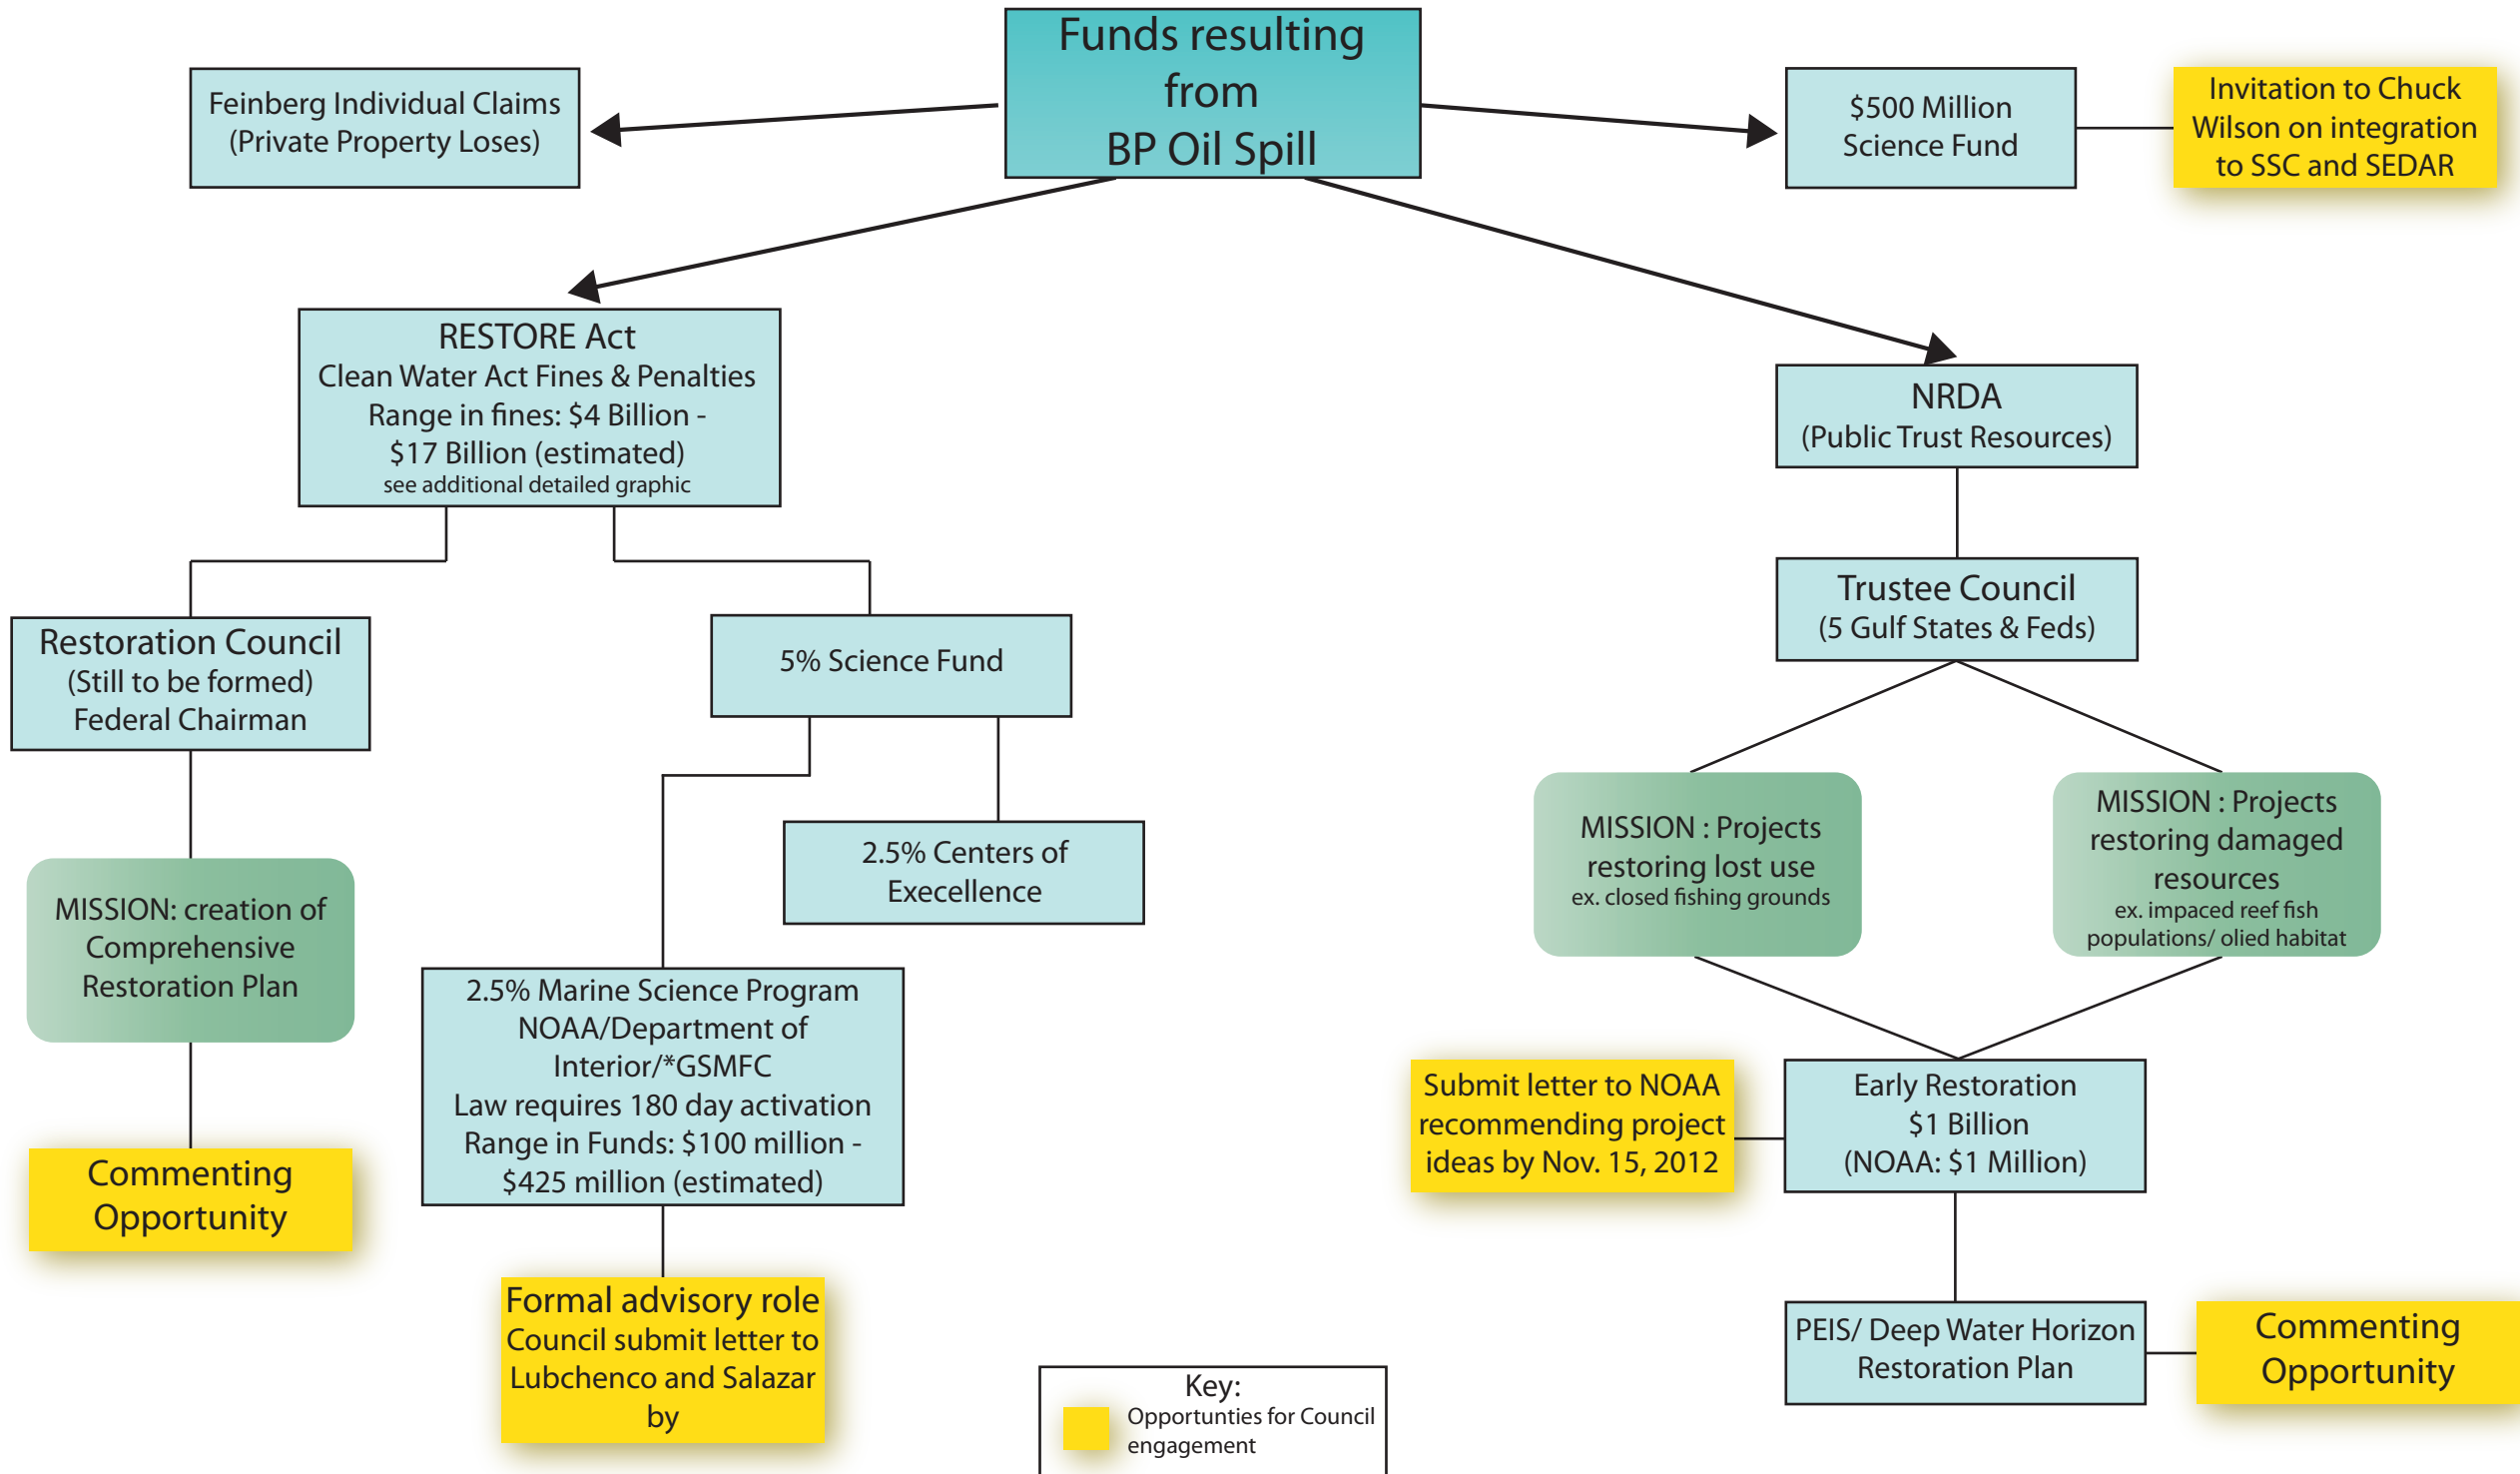 Funds resulting
from
BP Oil Spill
Feinberg Individual Claims
(Private Property Loses)
$500 Million
Science Fund
Invitation to Chuck
Wilson on integration
to SSC and SEDAR
RESTORE Act
Clean Water Act Fines & Penalties
Range in fines: $4 Billion -
$17 Billion (estimated)
see additional detailed graphic
NRDA
(Public Trust Resources)
Restoration Council
(Still to be formed)
Federal Chairman
5% Science Fund
Trustee Council
(5 Gulf States & Feds)
MISSION: creation of
Comprehensive
Restoration Plan
2.5% Centers of
Execellence
MISSION : Projects
restoring lost use
ex. closed fishing grounds
MISSION : Projects
restoring damaged
resources
ex. impaced reef fish
populations/ olied habitat
2.5% Marine Science Program
NOAA/Department of
Interior/*GSMFC
Law requires 180 day activation
Range in Funds: $100 million -
$425 million (estimated)
Submit letter to NOAA
recommending project
ideas by Nov. 15, 2012
Early Restoration
$1 Billion
(NOAA: $1 Million)
Commenting
Opportunity
Formal advisory role
Council submit letter to
Lubchenco and Salazar
by
PEIS/ Deep Water Horizon
Restoration Plan
Commenting
Opportunity
Key:
Opportunties for Council
engagement